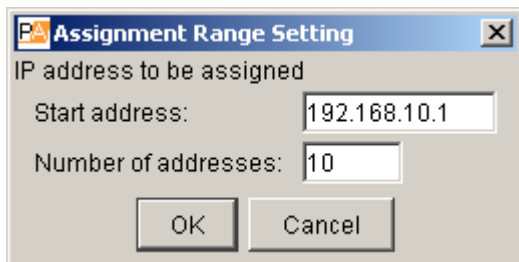 PA Assignment Range Setting
IP address to be assigned
Start address: 192.168.10.1
Number of addresses: 10
OK Cancel